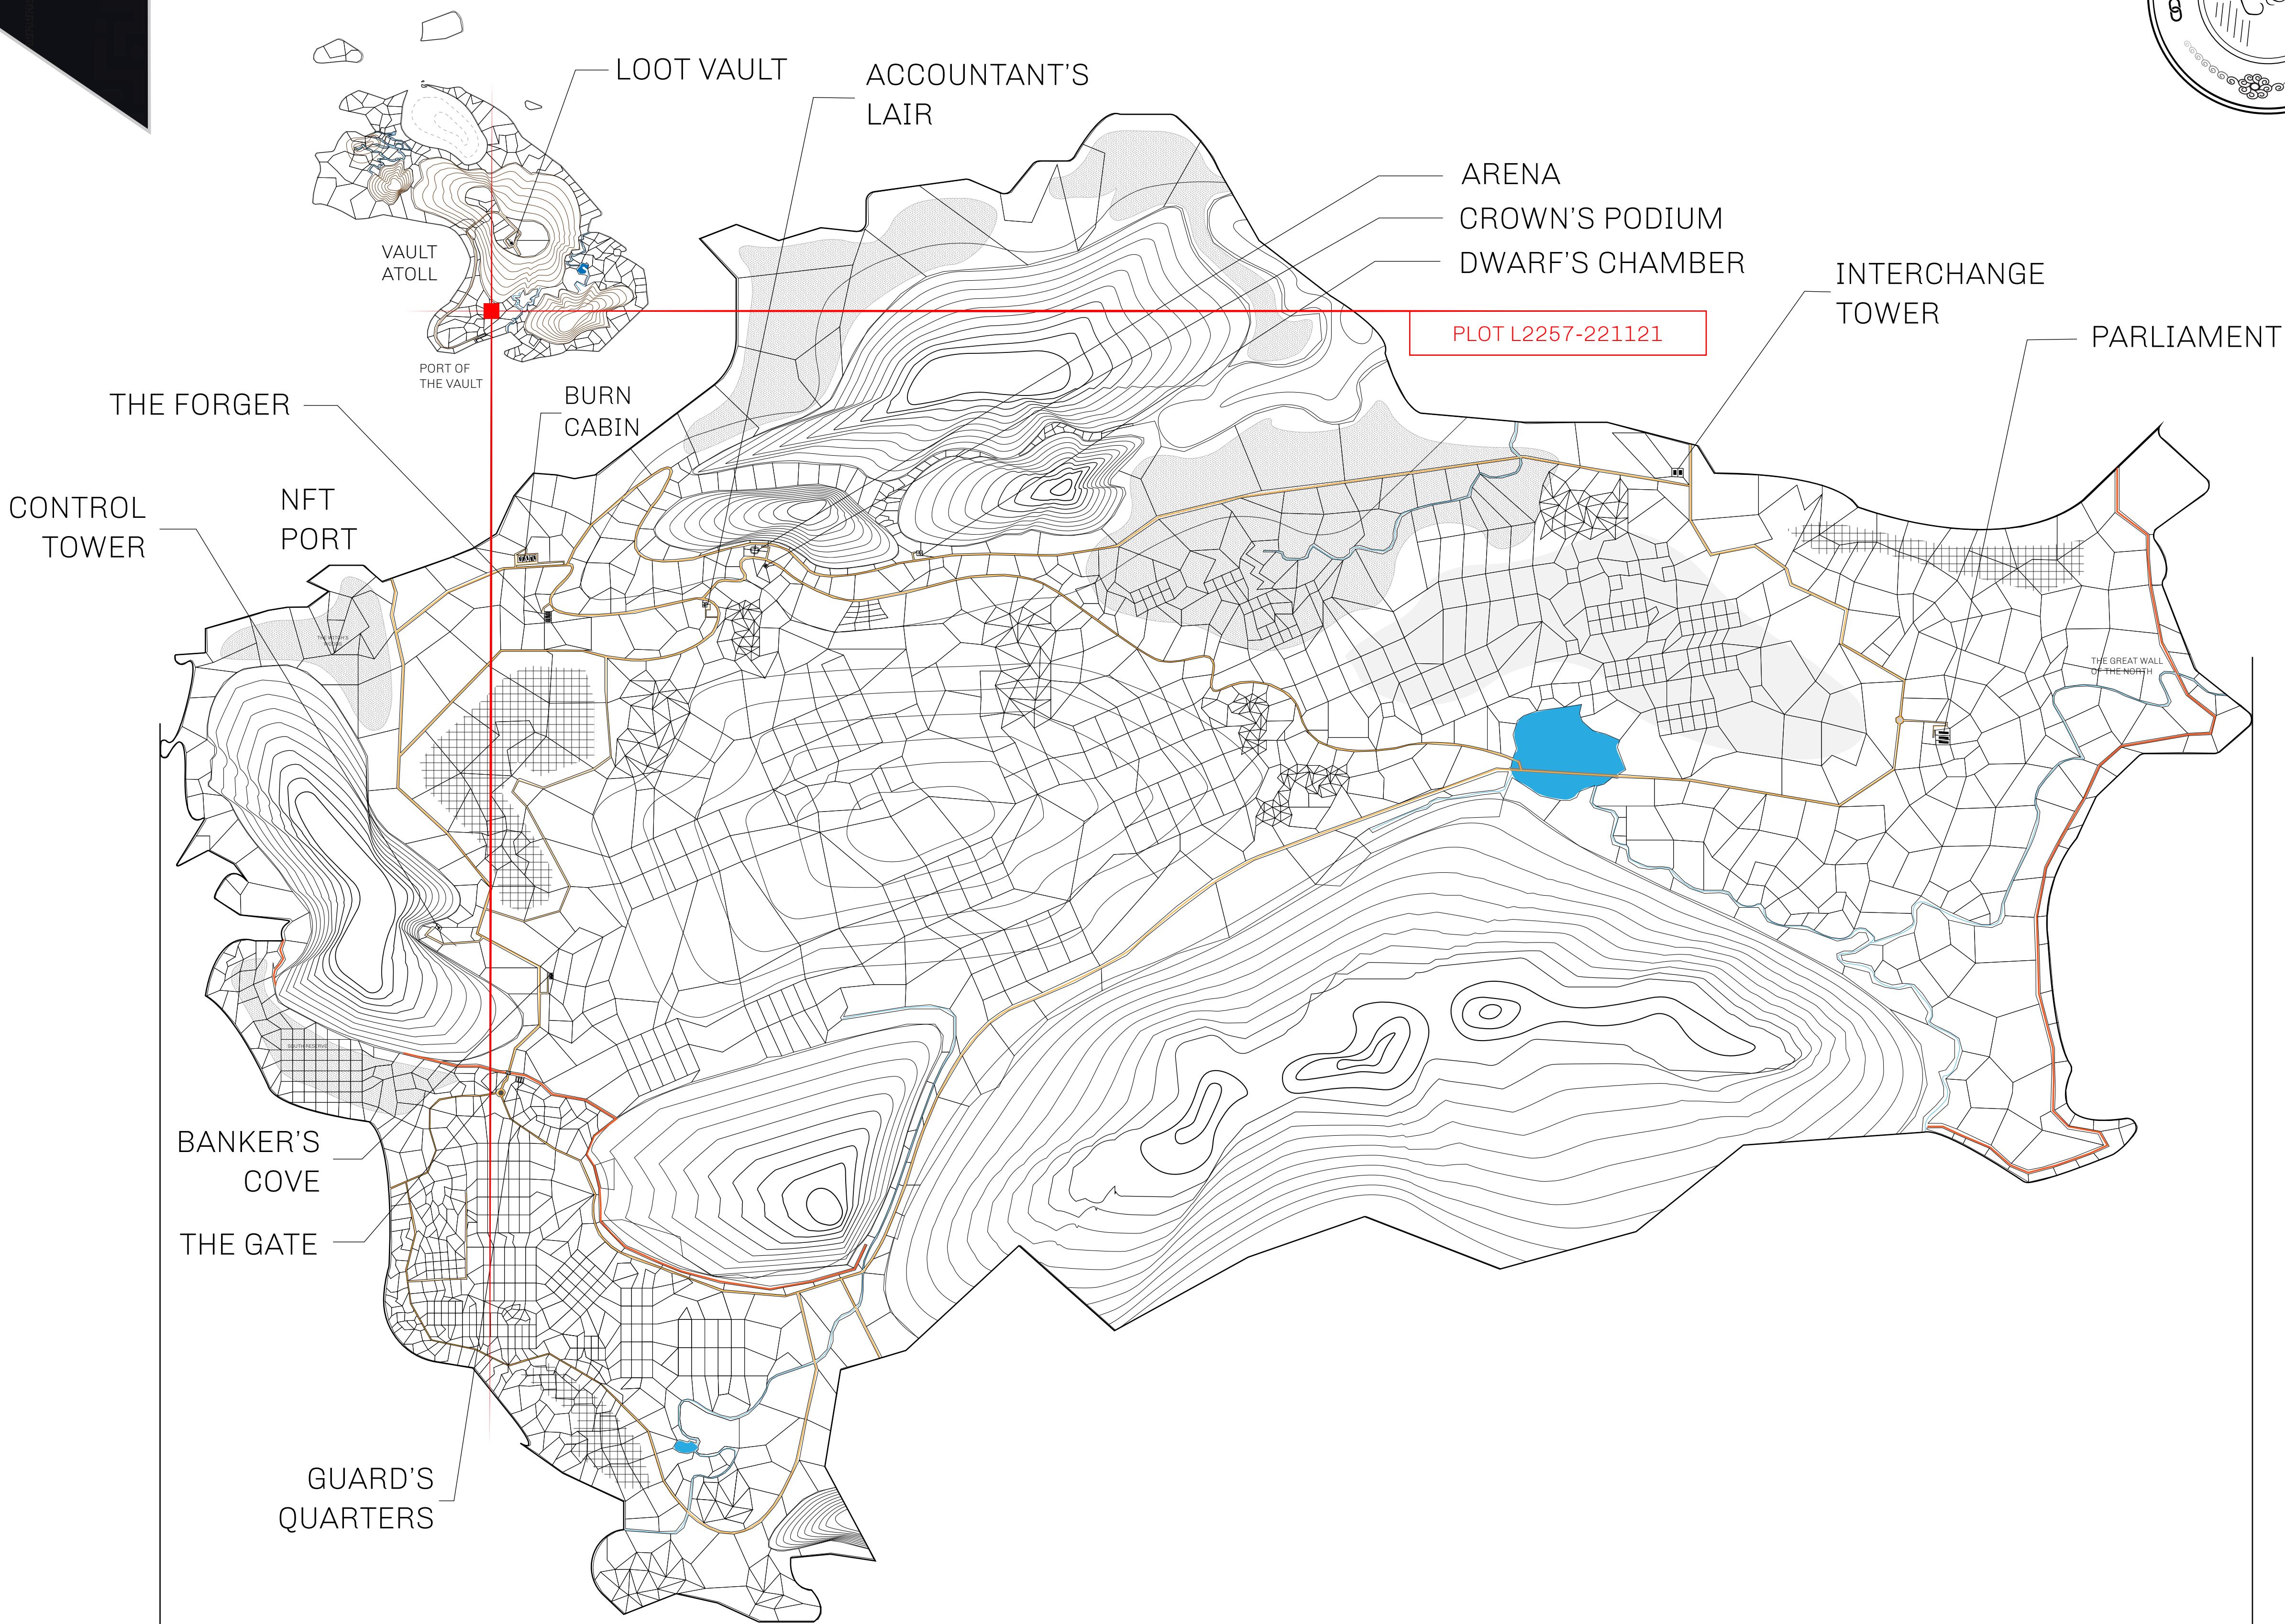 LOOT VAULT
ACCOUNTANT'S
LAIR
ARENA
CROWN'S PODIUM
DWARF'S CHAMBER
INTERCHANGE
TOWER
PARLIAMENT
VAULT
ATOLL
PLOT L2257-221121
PORT OF
THE VAULT
BURN
CABIN
THE FORGER
CONTROL
TOWER
NFT
PORT
THE GREAT WALL
OF THE NORTH
SOUTH RESERVE
BANKER'S
COVE
THE GATE
GUARD'S
QUARTERS